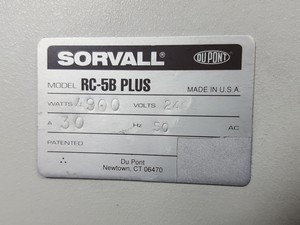 SORVALL® DU PONT
MODEL RC-5B PLUS MADE IN U.S.A.
WATTS 4900 VOLTS 24
A 30 Hz 50 AC
PATENTED
Du Pont
Newtown, CT 06470